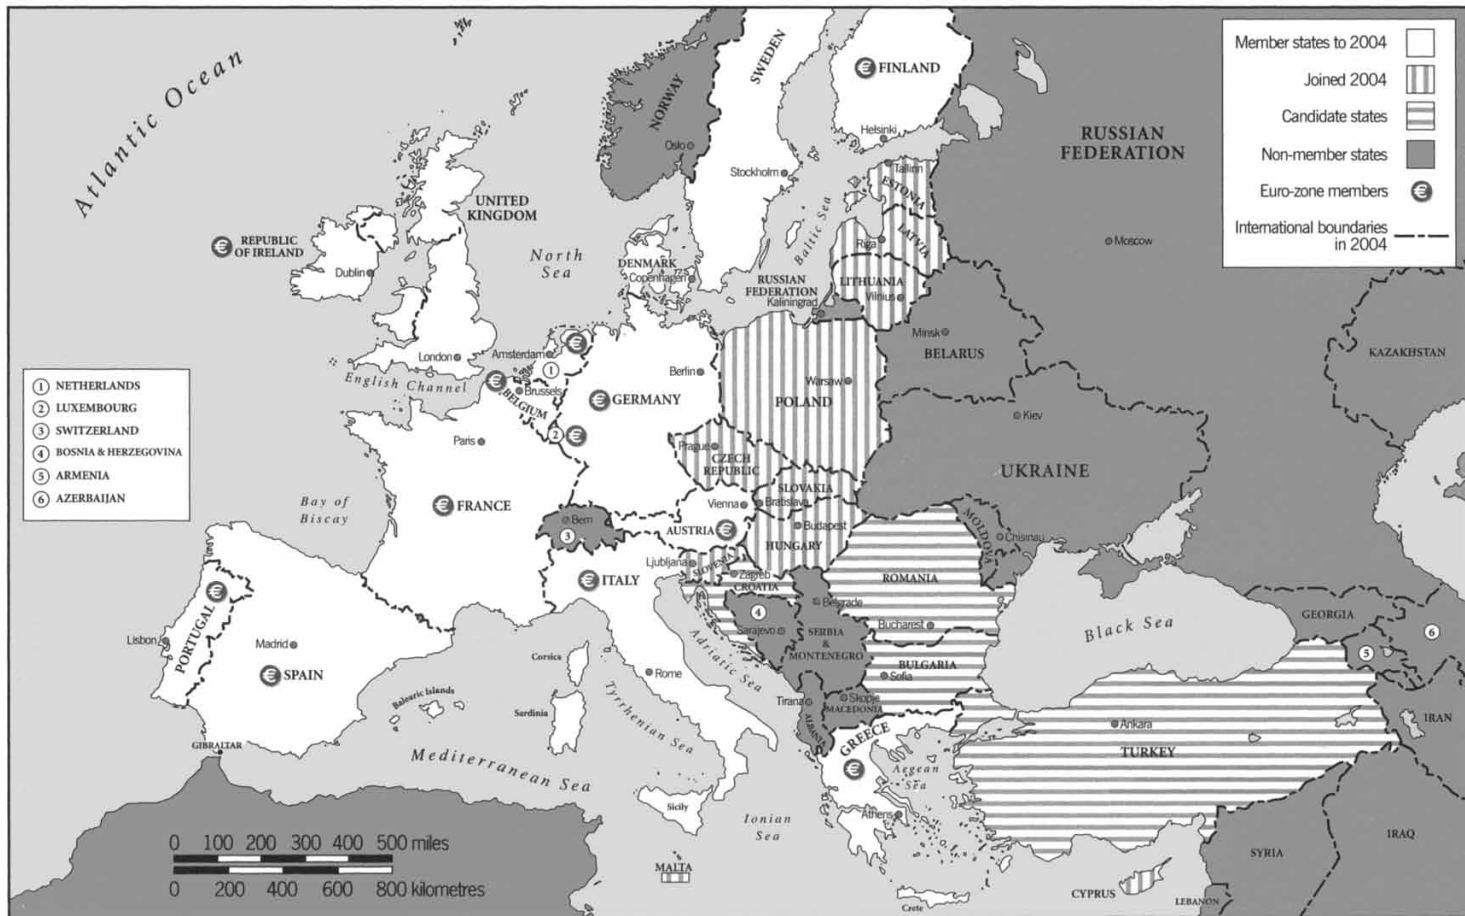 Atlantic Ocean
Member states to 2004
Joined 2004
Candidate states
Non-member states
€ Euro-zone members
International boundaries
in 2004
SWEDEN
€ FINLAND
NORWAY
Helsinki
Oslo
RUSSIAN
FEDERATION
Stockholm
Tallinn
ESTONIA
UNITED
KINGDOM
Baltic Sea
€ REPUBLIC
OF IRELAND
Riga
LATVIA
Moscow
North
Sea
DENMARK
Copenhagen
Dublin
RUSSIAN
FEDERATION
Kaliningrad
LITHUANIA
Vilnius
Minsk
BELARUS
KAZAKHSTAN
London
Amsterdam
€
1
English Channel
€
BELGIUM
Brussels
Berlin
€ GERMANY
Warsaw
POLAND
1 NETHERLANDS
2 LUXEMBOURG
3 SWITZERLAND
4 BOSNIA & HERZEGOVINA
5 ARMENIA
6 AZERBAIJAN
Kiev
Paris
2 €
Prague
CZECH
REPUBLIC
UKRAINE
SLOVAKIA
Bratislava
Bay of
Biscay
€ FRANCE
Vienna
AUSTRIA €
Budapest
HUNGARY
Bern
3
MOLDOVA
Chisinau
Ljubljana
SLOVENIA
Zagreb
CROATIA
€ ITALY
ROMANIA
€
PORTUGAL
Belgrade
4
Sarajevo
Bucharest
GEORGIA
Black Sea
6
Lisbon
Madrid
SERBIA
&
MONTENEGRO
5
€ SPAIN
Corsica
Rome
Adriatic Sea
BULGARIA
Sofia
Balearic Islands
Sardinia
Tyrrhenian Sea
Tirana
ALBANIA
Skopje
MACEDONIA
GIBRALTAR
Mediterranean Sea
GREECE
€
Ankara
TURKEY
IRAN
Aegean
Sea
Sicily
Ionian
Sea
Athens
0 100 200 300 400 500 miles
0 200 400 600 800 kilometres
MALTA
Crete
CYPRUS
LEBANON
SYRIA
IRAQ